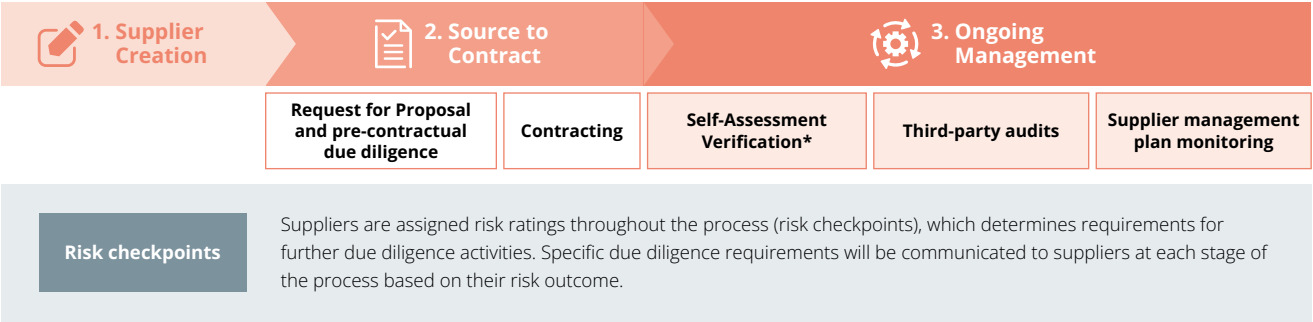 1. Supplier
Creation
2. Source to
Contract
3. Ongoing
Management
Request for Proposal
and pre-contractual
due diligence
Contracting
Self-Assessment
Verification*
Third-party audits
Supplier management
plan monitoring
Risk checkpoints
Suppliers are assigned risk ratings throughout the process (risk checkpoints), which determines requirements for
further due diligence activities. Specific due diligence requirements will be communicated to suppliers at each stage of
the process based on their risk outcome.